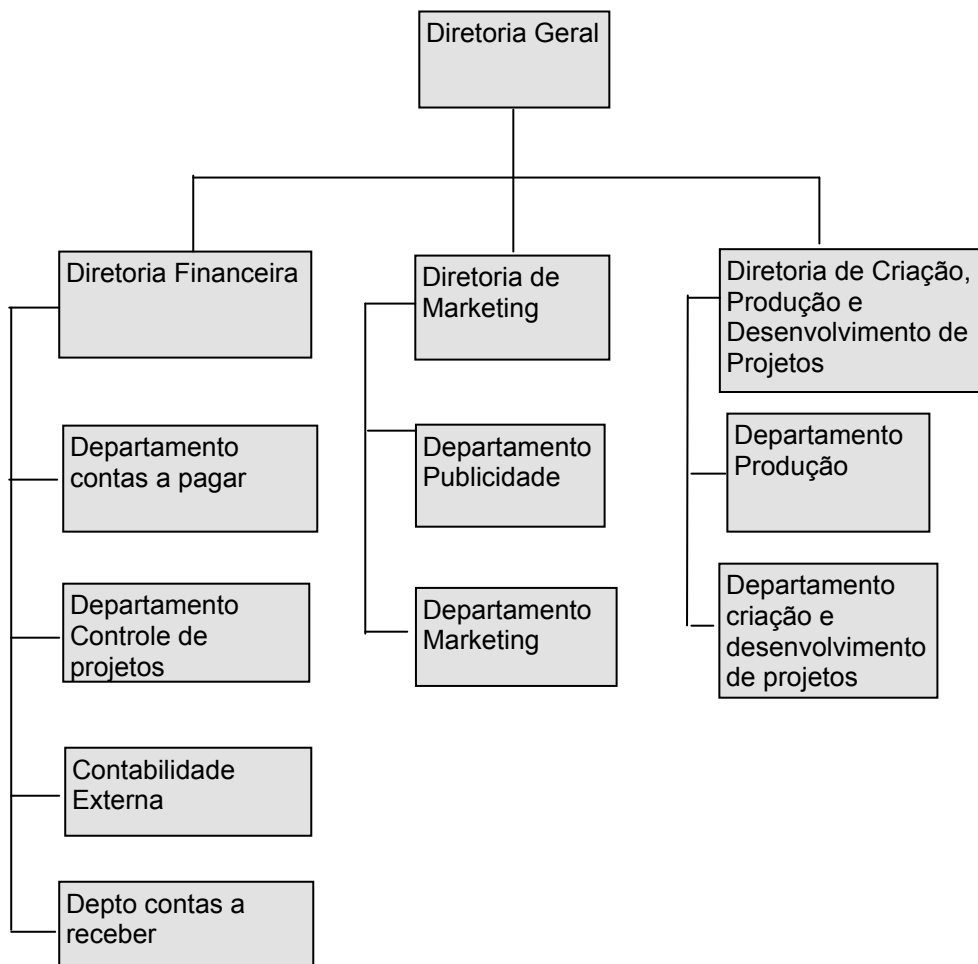 Diretoria Geral
Diretoria Financeira
Departamento
contas a pagar
Departamento
Controle de
projetos
Contabilidade
Externa
Depto contas a
receber
Diretoria de
Marketing
Departamento
Publicidade
Departamento
Marketing
Diretoria de Criação,
Produção e
Desenvolvimento de
Projetos
Departamento
Produção
Departamento
criação e
desenvolvimento
de projetos